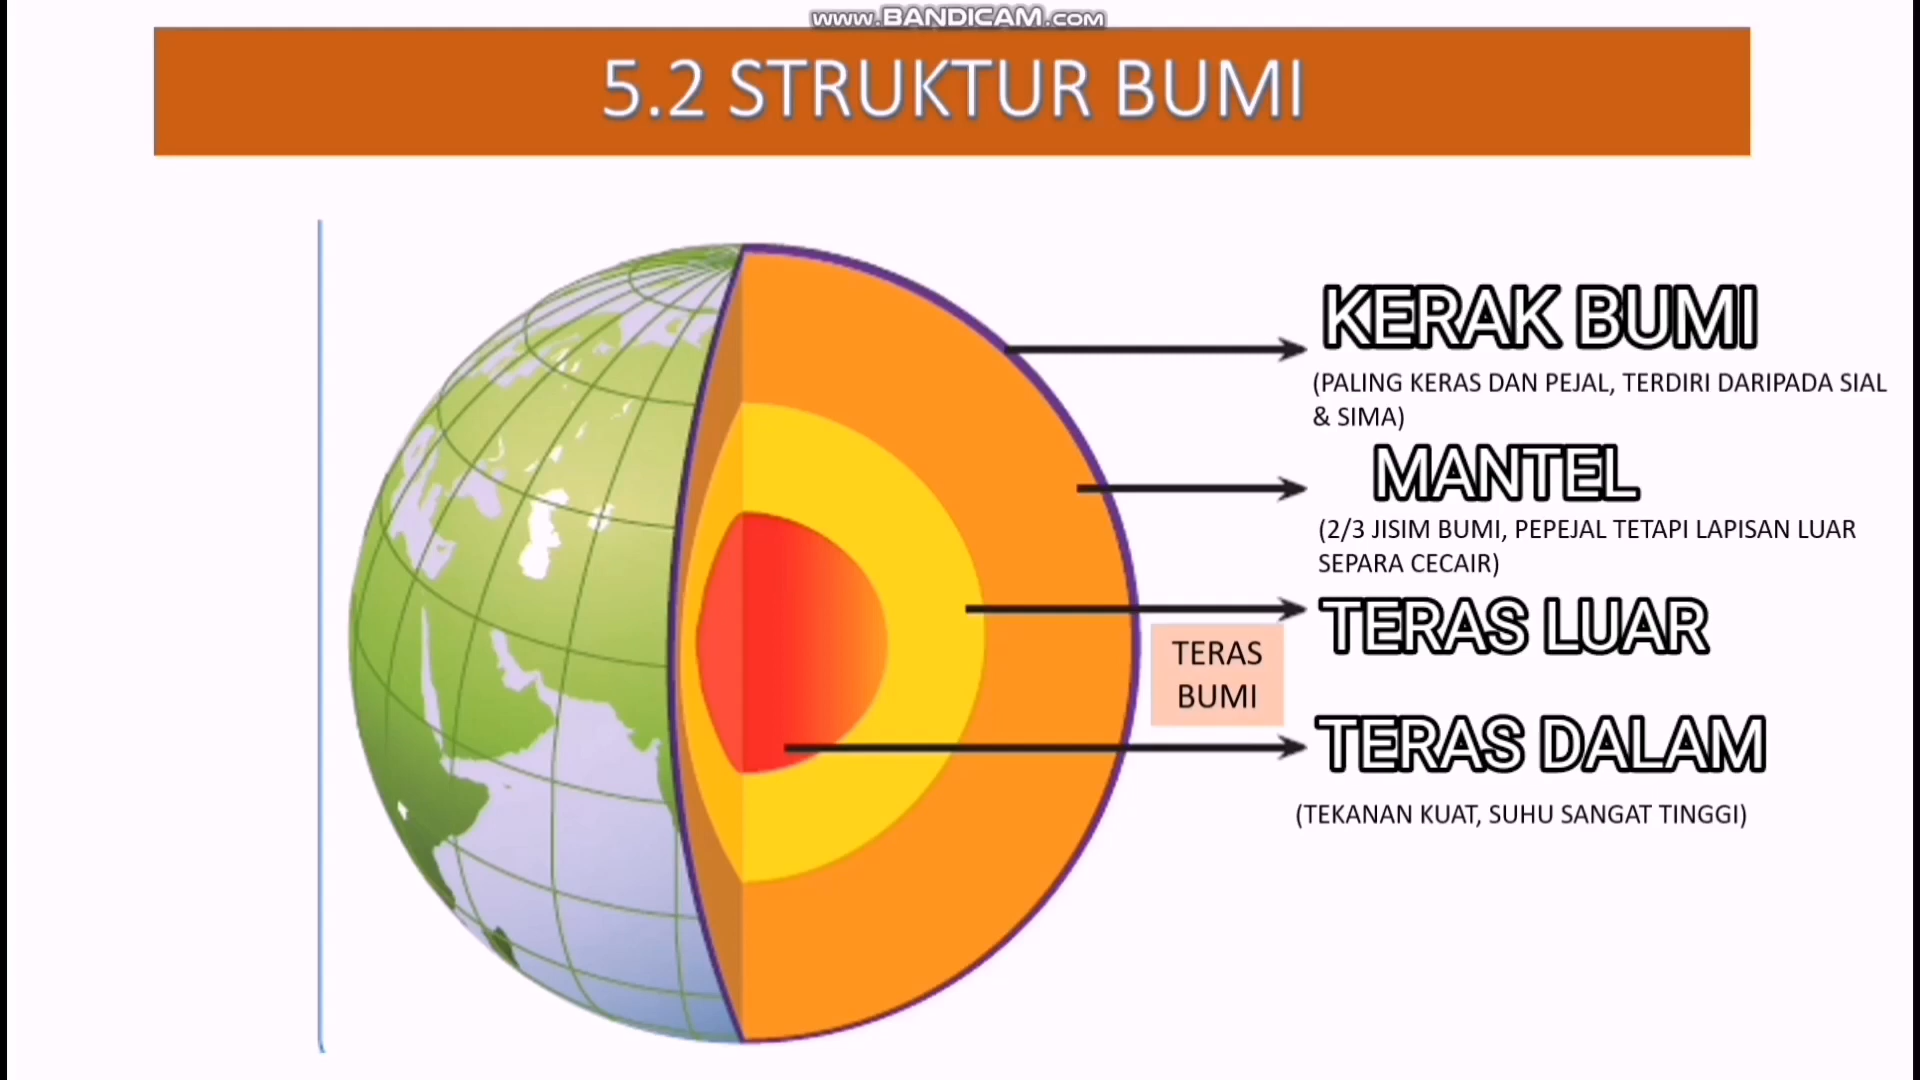 www.BANDICAM.com
5.2 STRUKTUR BUMI
KERAK BUMI
(PALING KERAS DAN PEJAL, TERDIRI DARIPADA SIAL
& SIMA)
MANTEL
(2/3 JISIM BUMI, PEPEJAL TETAPI LAPISAN LUAR
SEPARA CECAIR)
TERAS LUAR
TERAS
BUMI
TERAS DALAM
(TEKANAN KUAT, SUHU SANGAT TINGGI)